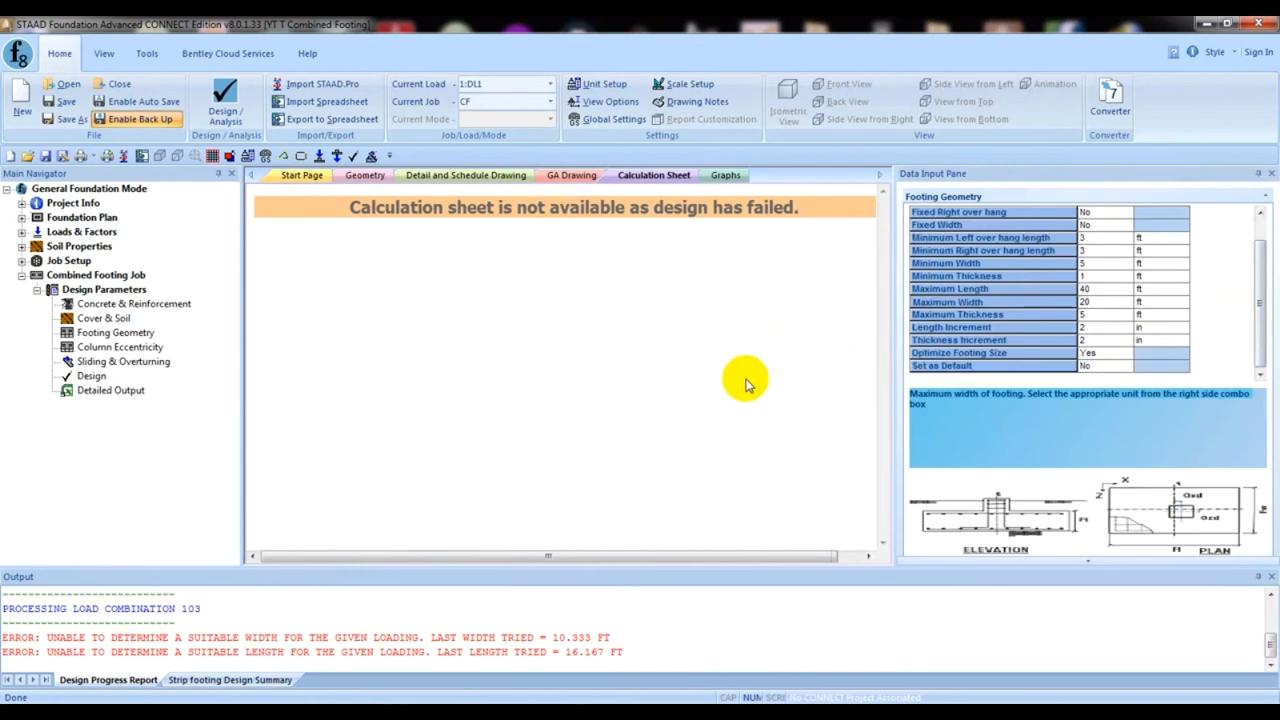 STAAD Foundation Advanced CONNECT Edition v8.0.1.33 [YT T Combined Footing]
Home View Tools Bentley Cloud Services Help Style Sign In
New Open Close Save Enable Auto Save Save As Enable Back Up File
Design / Analysis Design / Analysis
Import STAAD.Pro Import Spreadsheet Export to Spreadsheet Import/Export
Current Load 1:DL1
Current Job CF
Current Mode
Job/Load/Mode
Unit Setup Scale Setup
View Options Drawing Notes
Global Settings Report Customization
Settings
Isometric View Front View Side View from Left Animation
Back View View from Top
Side View from Right View from Bottom
View
Converter
Converter
Main Navigator
General Foundation Mode
Project Info
Foundation Plan
Loads & Factors
Soil Properties
Job Setup
Combined Footing Job
Design Parameters
Concrete & Reinforcement
Cover & Soil
Footing Geometry
Column Eccentricity
Sliding & Overturning
Design
Detailed Output
Start Page Geometry Detail and Schedule Drawing GA Drawing Calculation Sheet Graphs
Calculation sheet is not available as design has failed.
Data Input Pane
Footing Geometry
Fixed Right over hang No
Fixed Width No
Minimum Left over hang length 3 ft
Minimum Right over hang length 3 ft
Minimum Width 5 ft
Minimum Thickness 1 ft
Maximum Length 40 ft
Maximum Width 20 ft
Maximum Thickness 5 ft
Length Increment 2 in
Thickness Increment 2 in
Optimize Footing Size Yes
Set as Default No
Maximum width of footing. Select the appropriate unit from the right side combo
box
X
Z
Oxd
Ozd
ELEVATION
PLAN
Output
PROCESSING LOAD COMBINATION 103
ERROR: UNABLE TO DETERMINE A SUITABLE WIDTH FOR THE GIVEN LOADING. LAST WIDTH TRIED = 10.333 FT
ERROR: UNABLE TO DETERMINE A SUITABLE LENGTH FOR THE GIVEN LOADING. LAST LENGTH TRIED = 16.167 FT
Design Progress Report Strip footing Design Summary
Done CAP NUM SCRI No CONNECT Project Associated